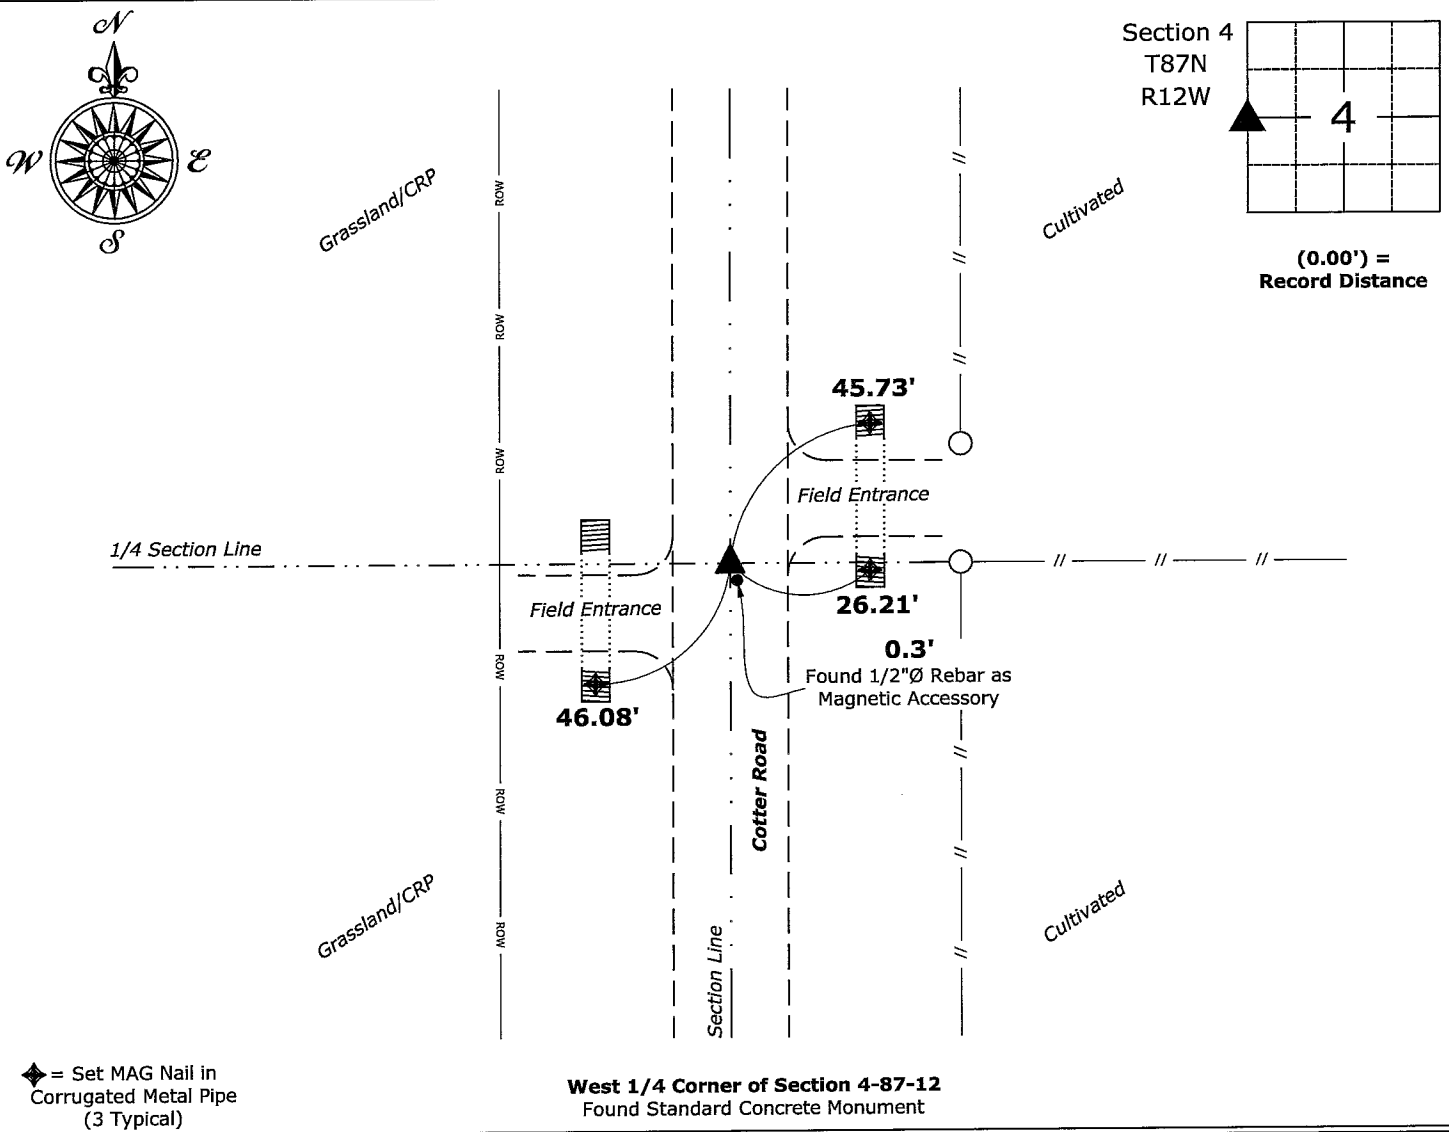 N
W
E
S
Section 4
T87N
R12W
4
(0.00') =
Record Distance
Grassland/CRP
Cultivated
ROW
ROW
ROW
45.73'
Field Entrance
1/4 Section Line
26.21'
Field Entrance
0.3'
Found 1/2"Ø Rebar as
Magnetic Accessory
ROW
46.08'
Cotter Road
ROW
Grassland/CRP
Cultivated
ROW
Section Line
= Set MAG Nail in
Corrugated Metal Pipe
(3 Typical)
West 1/4 Corner of Section 4-87-12
Found Standard Concrete Monument